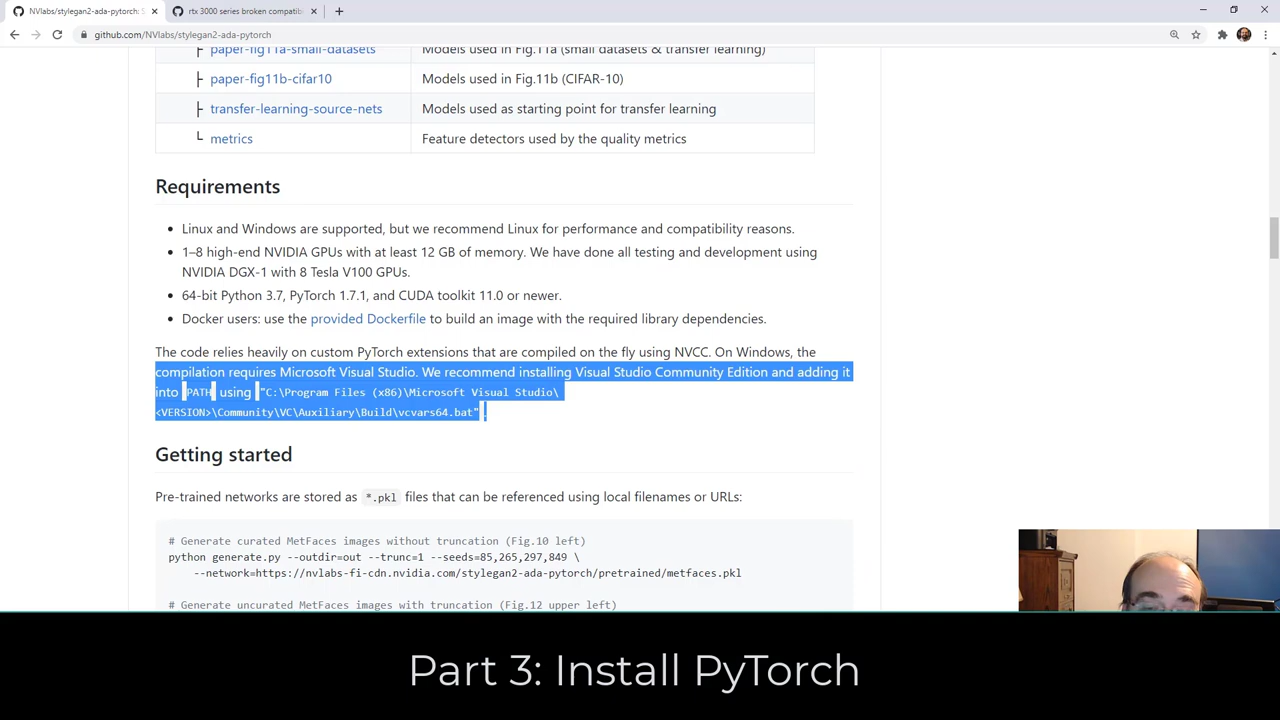 NVlabs/stylegan2-ada-pytorch: S
rtx 3000 series broken compatibi
github.com/NVlabs/stylegan2-ada-pytorch
├ paper-fig11a-small-datasets Models used in Fig.11a (small datasets & transfer learning)
├ paper-fig11b-cifar10 Models used in Fig.11b (CIFAR-10)
├ transfer-learning-source-nets Models used as starting point for transfer learning
└ metrics Feature detectors used by the quality metrics
Requirements
• Linux and Windows are supported, but we recommend Linux for performance and compatibility reasons.
• 1–8 high-end NVIDIA GPUs with at least 12 GB of memory. We have done all testing and development using
NVIDIA DGX-1 with 8 Tesla V100 GPUs.
• 64-bit Python 3.7, PyTorch 1.7.1, and CUDA toolkit 11.0 or newer.
• Docker users: use the provided Dockerfile to build an image with the required library dependencies.
The code relies heavily on custom PyTorch extensions that are compiled on the fly using NVCC. On Windows, the
compilation requires Microsoft Visual Studio. We recommend installing Visual Studio Community Edition and adding it
into PATH using "C:\Program Files (x86)\Microsoft Visual Studio\
<VERSION>\Community\VC\Auxiliary\Build\vcvars64.bat".
Getting started
Pre-trained networks are stored as *.pkl files that can be referenced using local filenames or URLs:
# Generate curated MetFaces images without truncation (Fig.10 left)
python generate.py --outdir=out --trunc=1 --seeds=85,265,297,849 \
--network=https://nvlabs-fi-cdn.nvidia.com/stylegan2-ada-pytorch/pretrained/metfaces.pkl
# Generate uncurated MetFaces images with truncation (Fig.12 upper left)
Part 3: Install PyTorch